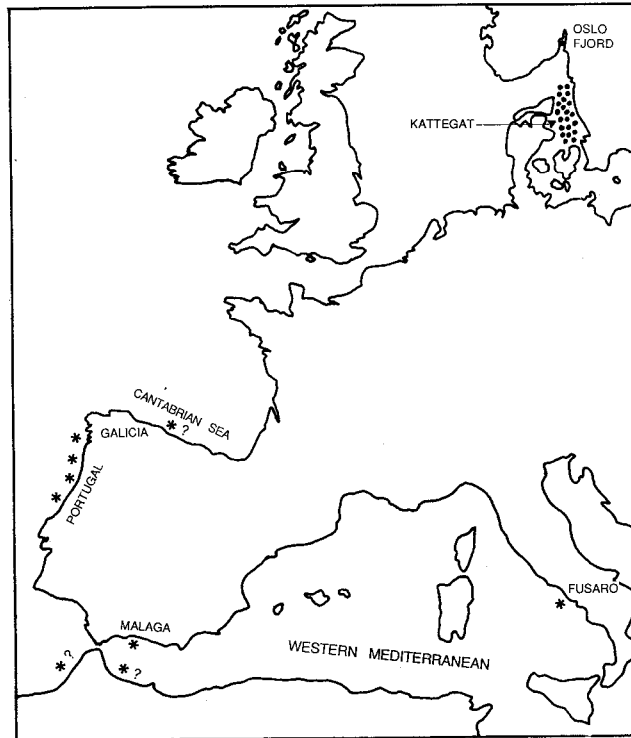 OSLO
FJORD
KATTEGAT
CANTABRIAN SEA
* ?
GALICIA
*
*
*
*
PORTUGAL
FUSARO
*
MALAGA
*
WESTERN MEDITERRANEAN
* ?
* ?